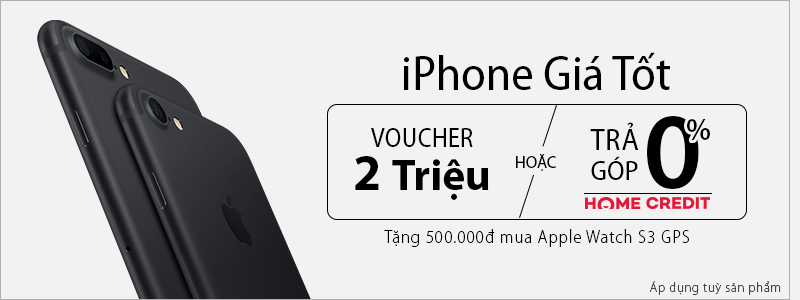 iPhone Giá Tốt
VOUCHER
2 Triệu
HOẶC
TRẢ
GÓP
0%
HOME CREDIT
Tặng 500.000đ mua Apple Watch S3 GPS
Áp dụng tuỳ sản phẩm